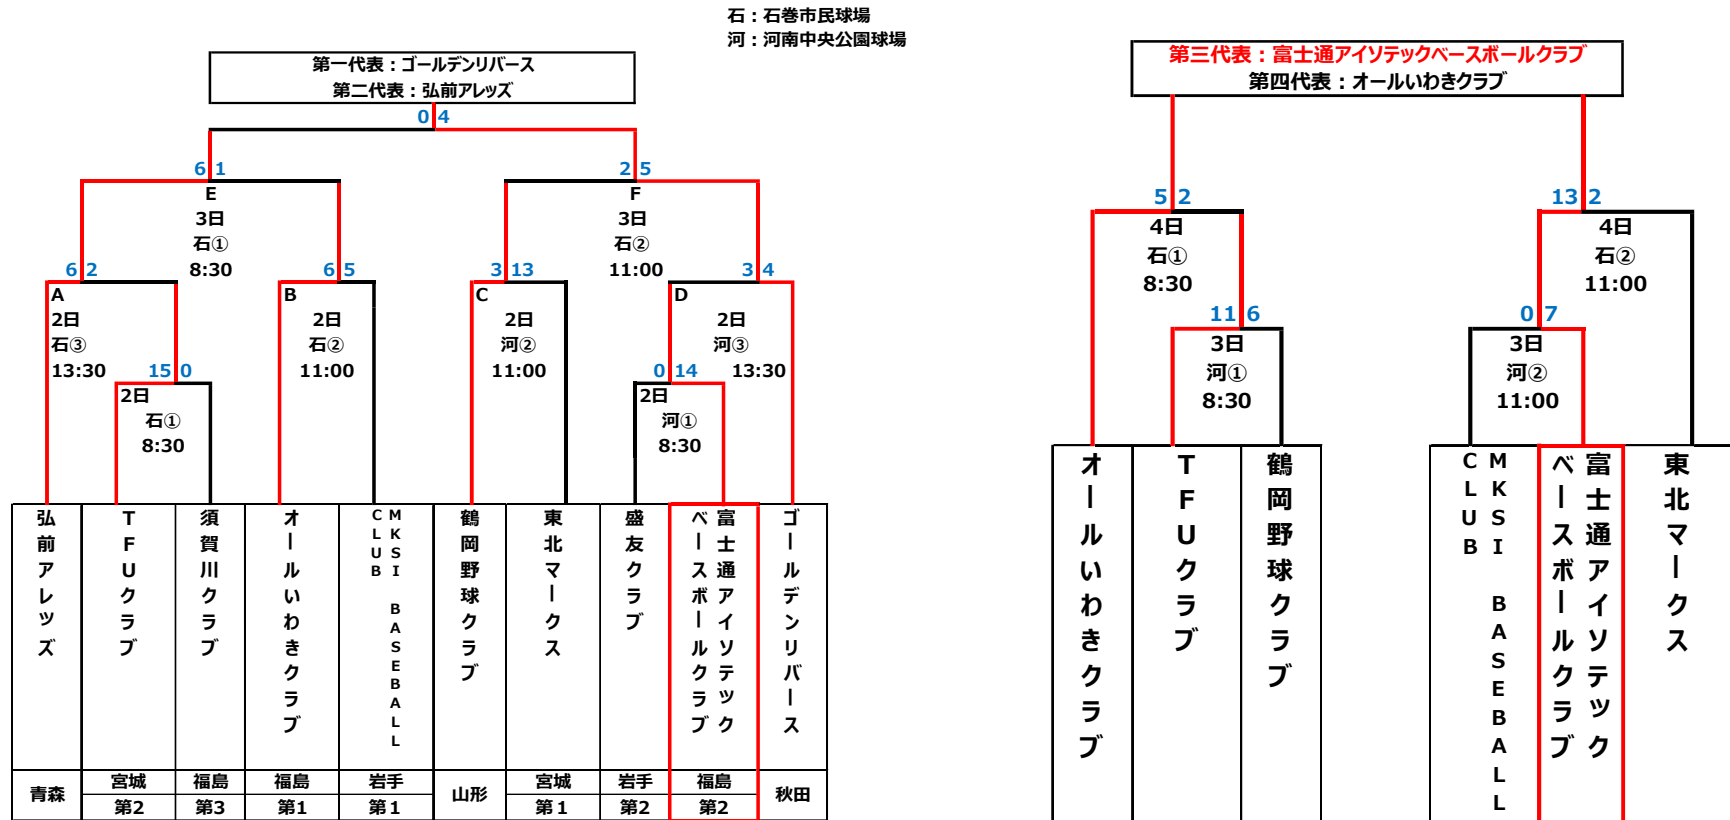 石：石巻市民球場
河：河南中央公園球場
第一代表：ゴールデンリバース
第二代表：弘前アレッズ
0 4
6 1
2 5
E
3日
石①
8:30
F
3日
石②
11:00
6 2
6 5
3 13
3 4
A
2日
石③
13:30
B
2日
石②
11:00
C
2日
河②
11:00
D
2日
河③
13:30
15 0
2日
石①
8:30
0 14
2日
河①
8:30
弘前アレッズ
TFUクラブ
須賀川クラブ
オールいわきクラブ
MKSI BASEBALL
CLUB
鶴岡野球クラブ
東北マークス
盛友クラブ
富士通アイソテック
ベースボールクラブ
ゴールデンリバース
青森
宮城
第2
福島
第3
福島
第1
岩手
第１
山形
宮城
第１
岩手
第2
福島
第2
秋田
第三代表：富士通アイソテックベースボールクラブ
第四代表：オールいわきクラブ
5 2
4日
石①
8:30
13 2
4日
石②
11:00
11 6
3日
河①
8:30
0 7
3日
河②
11:00
オールいわきクラブ
TFUクラブ
鶴岡野球クラブ
MKSI BASEBALL
CLUB
富士通アイソテック
ベースボールクラブ
東北マークス